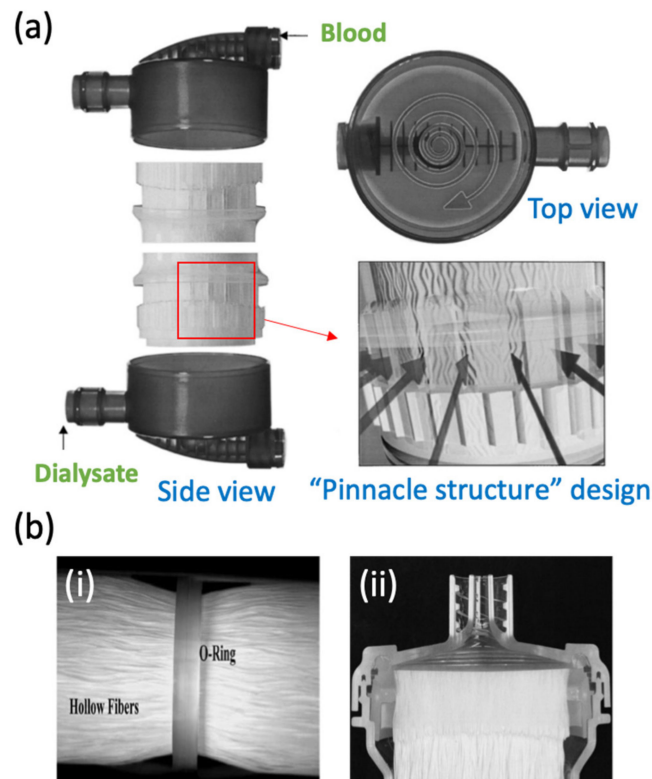 (a)
Blood
Top view
Dialysate
Side view
"Pinnacle structure" design
(b)
(i)
O-Ring
Hollow Fibers
(ii)